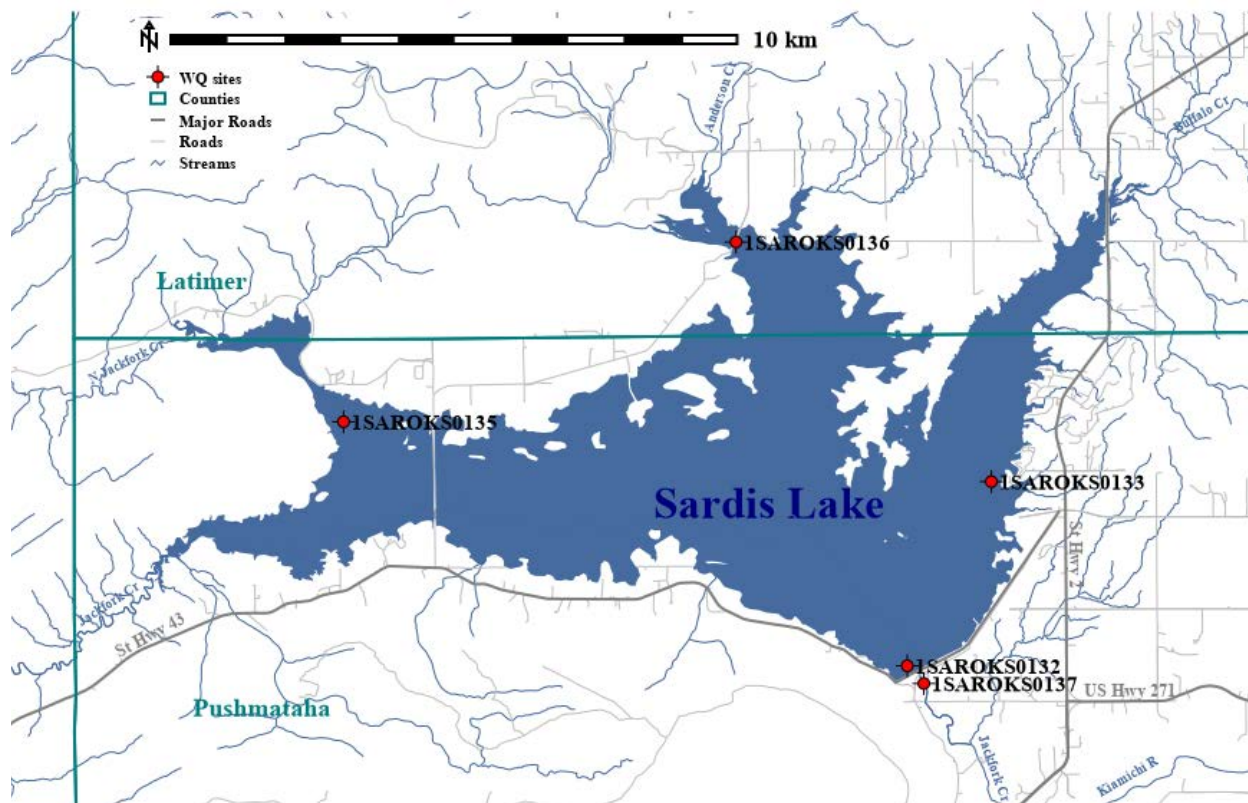 N
10 km
WQ sites
Counties
Major Roads
Roads
Streams
Anderson Cr
Buffalo Cr
1SAROKS0136
Latimer
N Jackfork Cr
1SAROKS0135
1SAROKS0133
Sardis Lake
St Hwy 2
Jackfork Cr
St Hwy 43
1SAROKS0132
1SAROKS0137
US Hwy 271
Pushmataha
Jackfork Cr
Kiamichi R